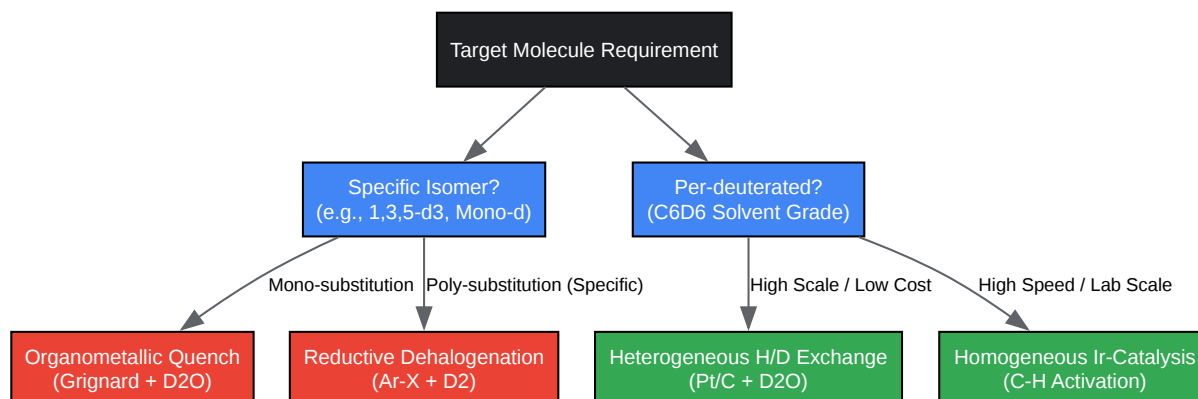 Target Molecule Requirement
Specific Isomer?
(e.g., 1,3,5-d3, Mono-d)
Per-deuterated?
(C6D6 Solvent Grade)
Mono-substitution
Poly-substitution (Specific)
High Scale / Low Cost
High Speed / Lab Scale
Organometallic Quench
(Grignard + D2O)
Reductive Dehalogenation
(Ar-X + D2)
Heterogeneous H/D Exchange
(Pt/C + D2O)
Homogeneous Ir-Catalysis
(C-H Activation)